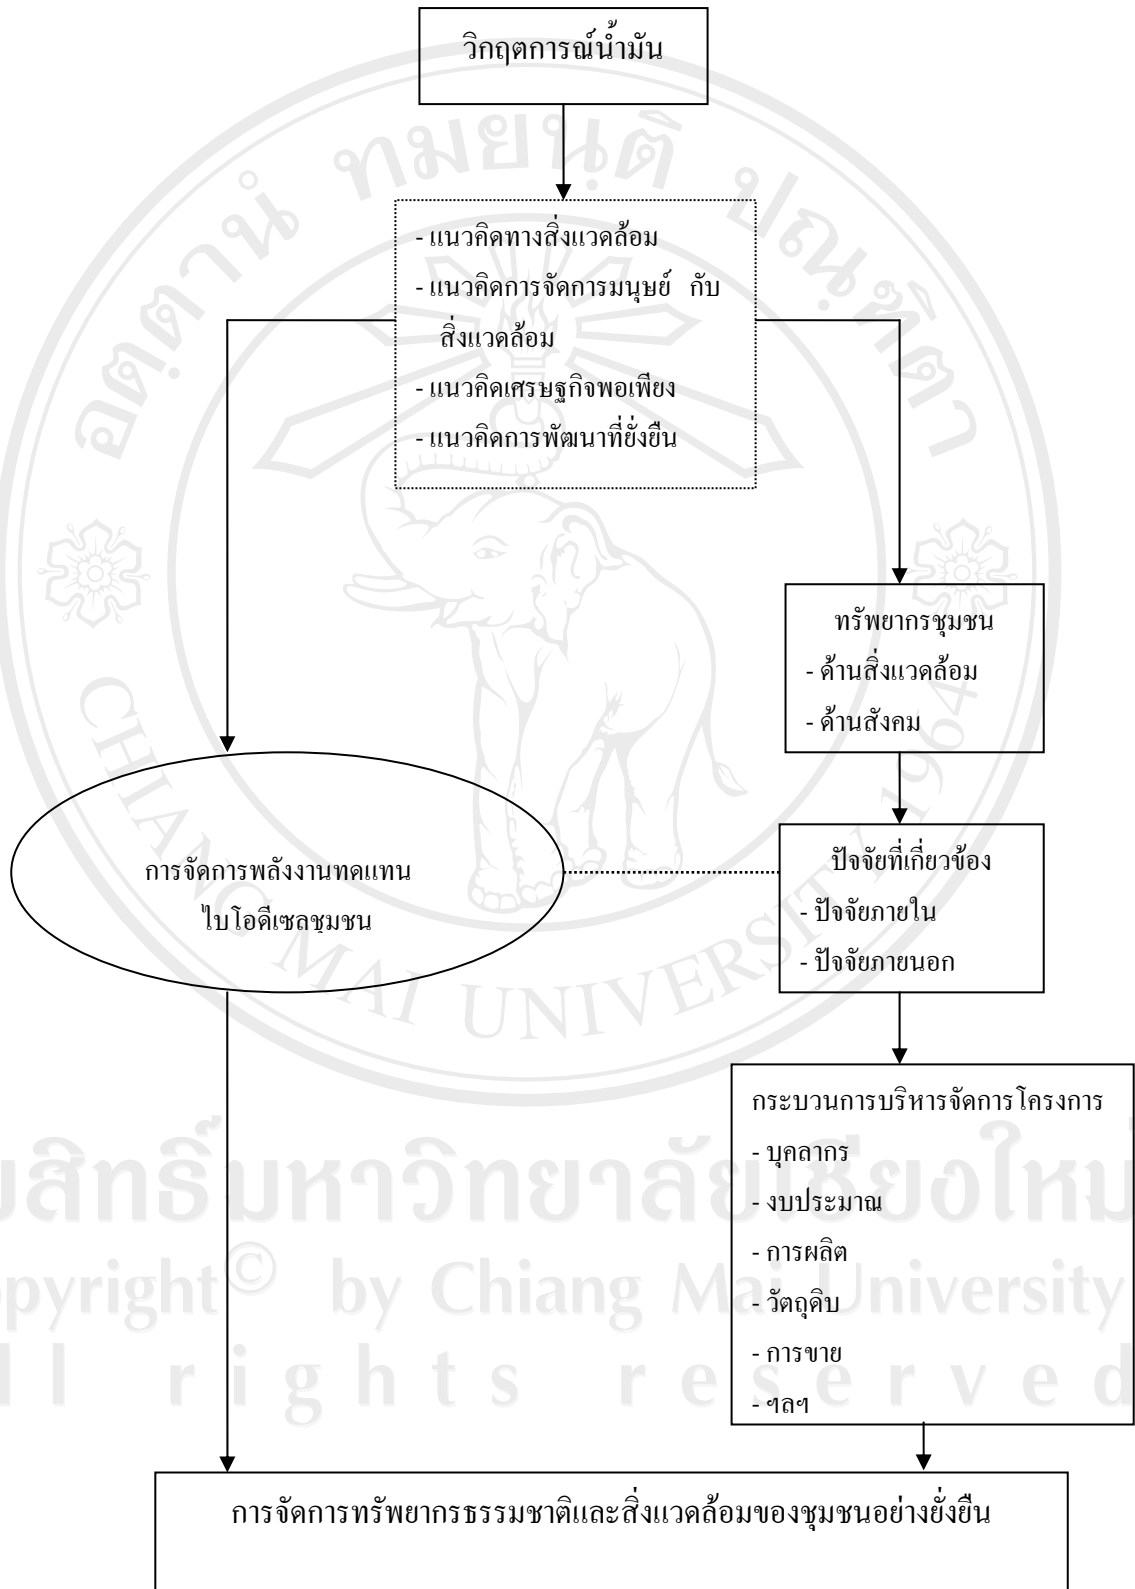 วิกฤตการณ์น้ำมัน
- แนวคิดทางสิ่งแวดล้อม
- แนวคิดการจัดการมนุษย์ กับ
สิ่งแวดล้อม
- แนวคิดเศรษฐกิจพอเพียง
- แนวคิดการพัฒนาที่ยั่งยืน
ทรัพยากรชุมชน
- ด้านสิ่งแวดล้อม
- ด้านสังคม
การจัดการพลังงานทดแทน
ไบโอดีเซลชุมชน
ปัจจัยที่เกี่ยวข้อง
- ปัจจัยภายใน
- ปัจจัยภายนอก
กระบวนการบริหารจัดการโครงการ
- บุคลากร
- งบประมาณ
- การผลิต
- วัตถุดิบ
- การขาย
- ฯลฯ
การจัดการทรัพยากรธรรมชาติและสิ่งแวดล้อมของชุมชนอย่างยั่งยืน
อตฺตานํ ทมยนฺติ ปณฺฑิตา
CHIANG MAI UNIVERSITY 1964
มหาวิทยาลัยเชียงใหม่
© by Chiang Mai University
rights reserved